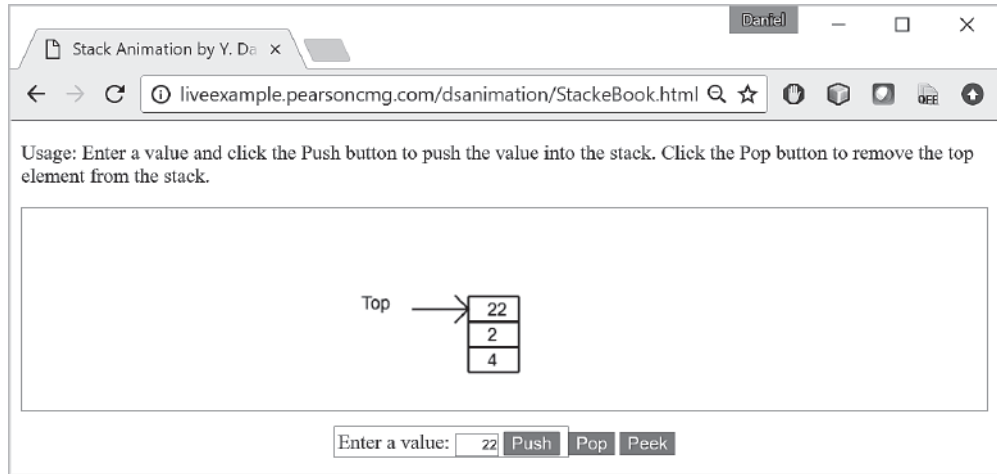 Daniel
Stack Animation by Y. Da
liveexample.pearsoncmg.com/dsanimation/StackeBook.html
OFF
Usage: Enter a value and click the Push button to push the value into the stack. Click the Pop button to remove the top
element from the stack.
Top
22
2
4
Enter a value: 22 Push Pop Peek